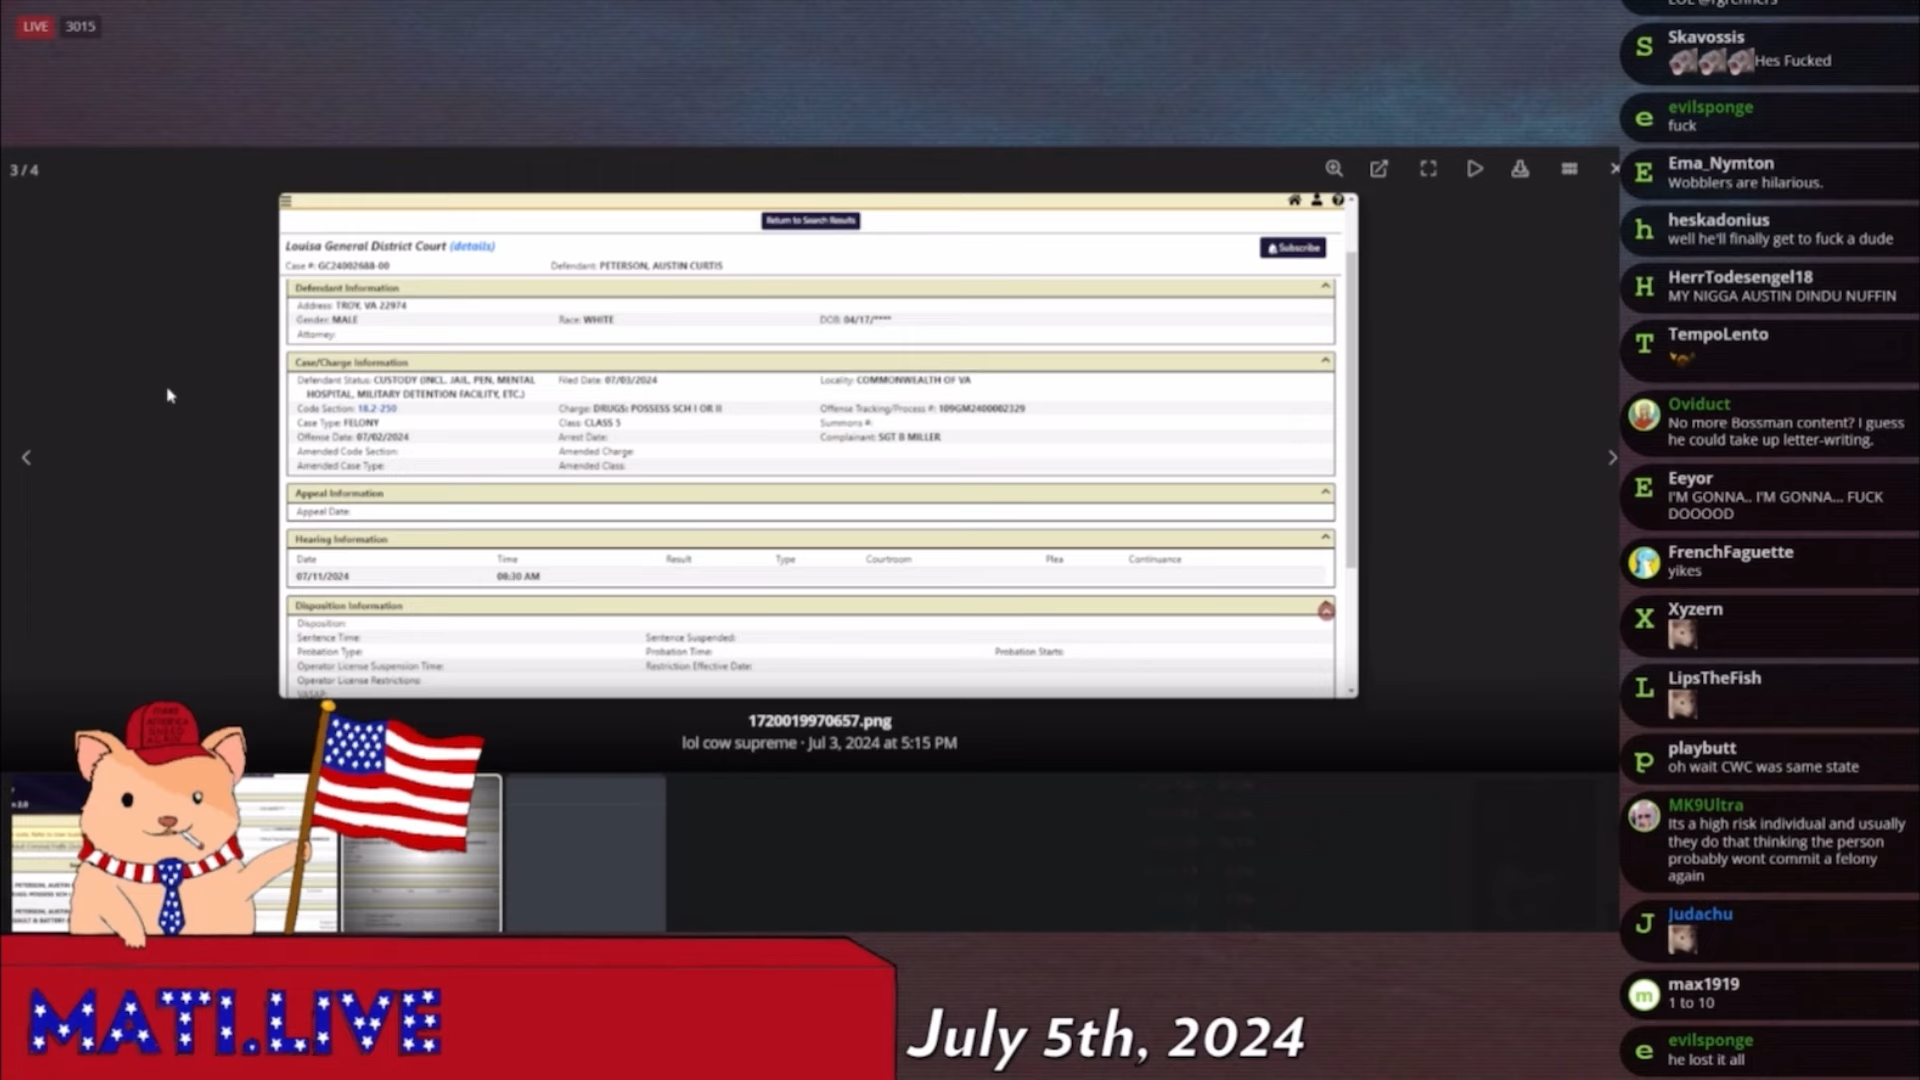 LIVE 3015
3 / 4
Return to Search Results
Louisa General District Court (details)
Subscribe
Case #: GC24002688-00 Defendant: PETERSON, AUSTIN CURTIS
Defendant Information
Address: TROY, VA 22974
Gender: MALE Race: WHITE DOB: 04/17/****
Attorney:
Case/Charge Information
Defendant Status: CUSTODY (INCL. JAIL, PEN, MENTAL Filed Date: 07/03/2024 Locality: COMMONWEALTH OF VA
HOSPITAL, MILITARY DETENTION FACILITY, ETC.)
Code Section: 18.2-250 Charge: DRUGS: POSSESS SCH I OR II Offense Tracking/Process #: 109GM2400002329
Case Type: FELONY Class: CLASS 5 Summons #:
Offense Date: 07/02/2024 Arrest Date: Complainant: SGT B MILLER
Amended Code Section: Amended Charge:
Amended Case Type: Amended Class:
Appeal Information
Appeal Date:
Hearing Information
Date Time Result Type Courtroom Plea Continuance
07/11/2024 08:30 AM
Disposition Information
Disposition:
Sentence Time: Sentence Suspended:
Probation Type: Probation Time: Probation Starts:
Operator License Suspension Time: Restriction Effective Date:
Operator License Restrictions:
VASAP:
1720019970657.png
lol cow supreme · Jul 3, 2024 at 5:15 PM
PETERSON, AUSTIN
PETERSON, AUSTIN
MATI.LIVE
July 5th, 2024
S
Skavossis
Hes Fucked
e
evilsponge
fuck
E
Ema_Nymton
Wobblers are hilarious.
h
heskadonius
well he'll finally get to fuck a dude
H
HerrTodesengel18
MY NIGGA AUSTIN DINDU NUFFIN
T
TempoLento
Oviduct
No more Bossman content? I guess
he could take up letter-writing.
E
Eeyor
I'M GONNA.. I'M GONNA... FUCK
DOOOOD
FrenchFaguette
yikes
X
Xyzern
L
LipsTheFish
p
playbutt
oh wait CWC was same state
MK9Ultra
Its a high risk individual and usually
they do that thinking the person
probably wont commit a felony
again
J
Judachu
m
max1919
1 to 10
e
evilsponge
he lost it all